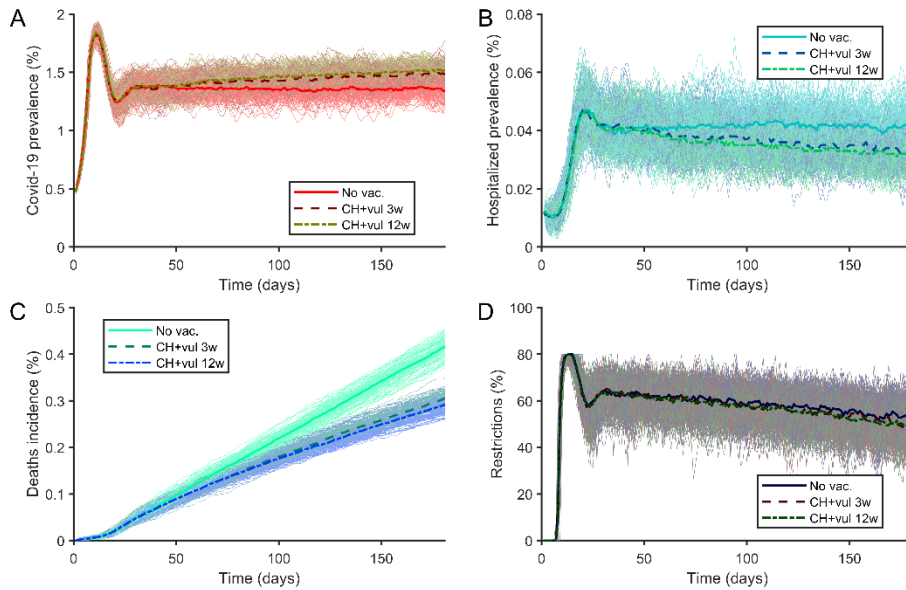 A
Covid-19 prevalence (%)
2
1.5
1
0.5
0
No vac.
CH+vul 3w
CH+vul 12w
0 50 100 150
Time (days)
B
Hospitalized prevalence (%)
0.08
0.06
0.04
0.02
0
No vac.
CH+vul 3w
CH+vul 12w
0 50 100 150
Time (days)
C
Deaths incidence (%)
0.5
0.4
0.3
0.2
0.1
0
No vac.
CH+vul 3w
CH+vul 12w
0 50 100 150
Time (days)
D
Restrictions (%)
100
80
60
40
20
0
No vac.
CH+vul 3w
CH+vul 12w
0 50 100 150
Time (days)